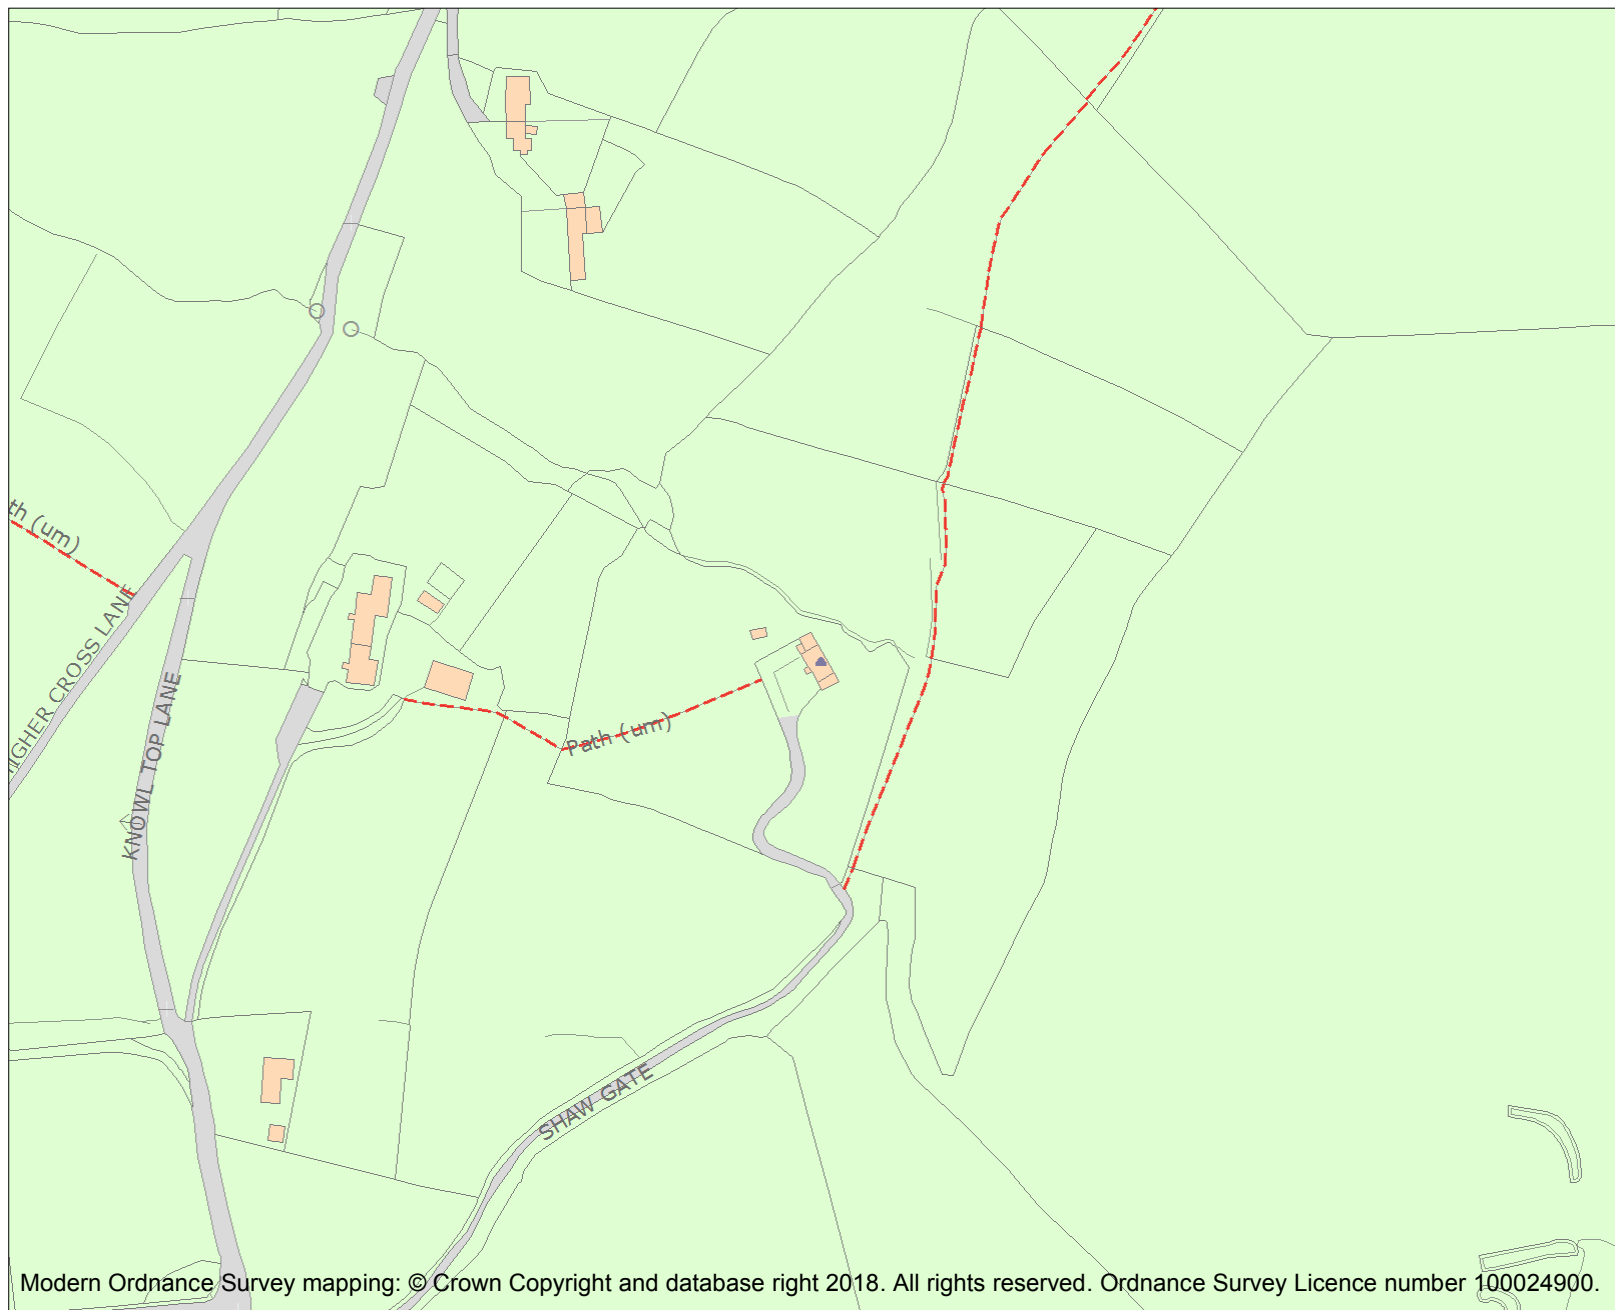 th (um)
HIGHER CROSS LANE
KNOWL TOP LANE
Path (um)
SHAW GATE
Modern Ordnance Survey mapping: © Crown Copyright and database right 2018. All rights reserved. Ordnance Survey Licence number 100024900.